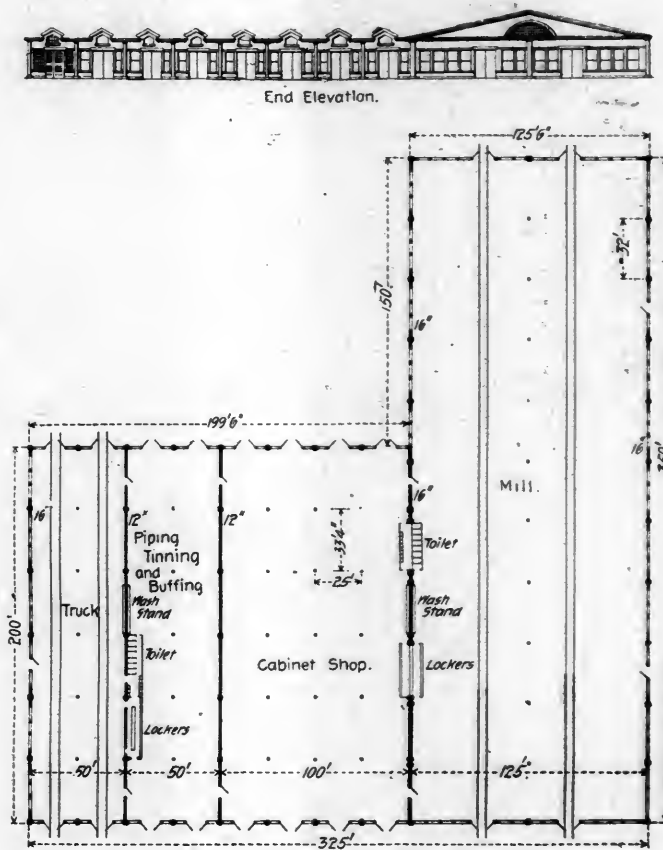 End Elevation.
125'6"
150'
32'
16"
199'6"
16"
350'
16"
12"
12"
16"
Mill.
Piping
Tinning
and
Buffing
33'4"
25'
Toilet
Wash
Stand
Truck
Wash
Stand
200'
Toilet
Cabinet Shop.
Lockers
Lockers
50'
50'
100'
125'
325'